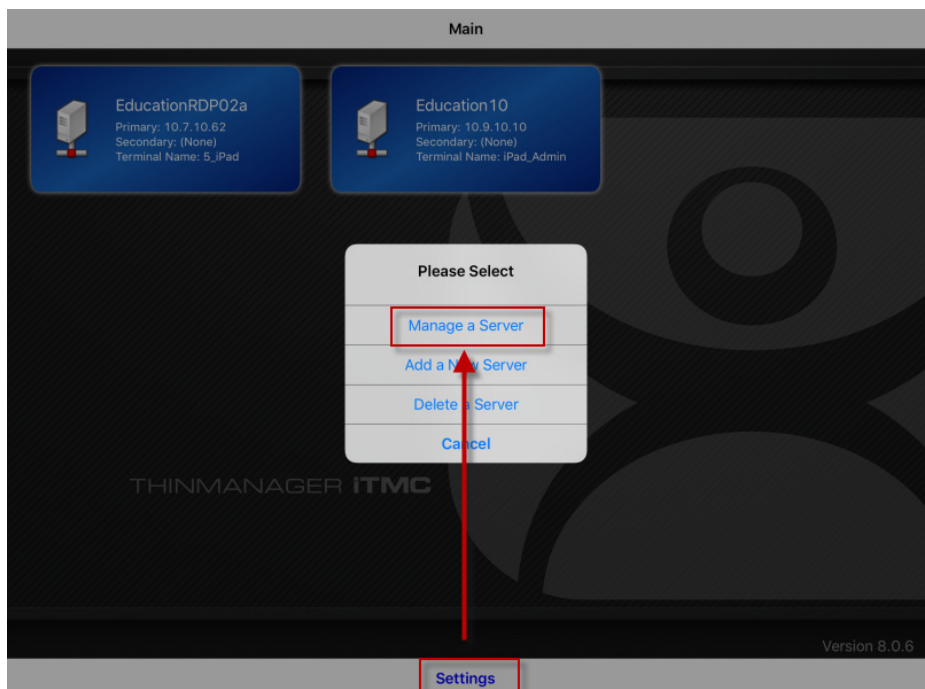 Main
EducationRDP02a
Primary: 10.7.10.62
Secondary: (None)
Terminal Name: 5_iPad
Education10
Primary: 10.9.10.10
Secondary: (None)
Terminal Name: iPad_Admin
Please Select
Manage a Server
Add a New Server
Delete a Server
Cancel
THINMANAGER iTMC
Version 8.0.6
Settings